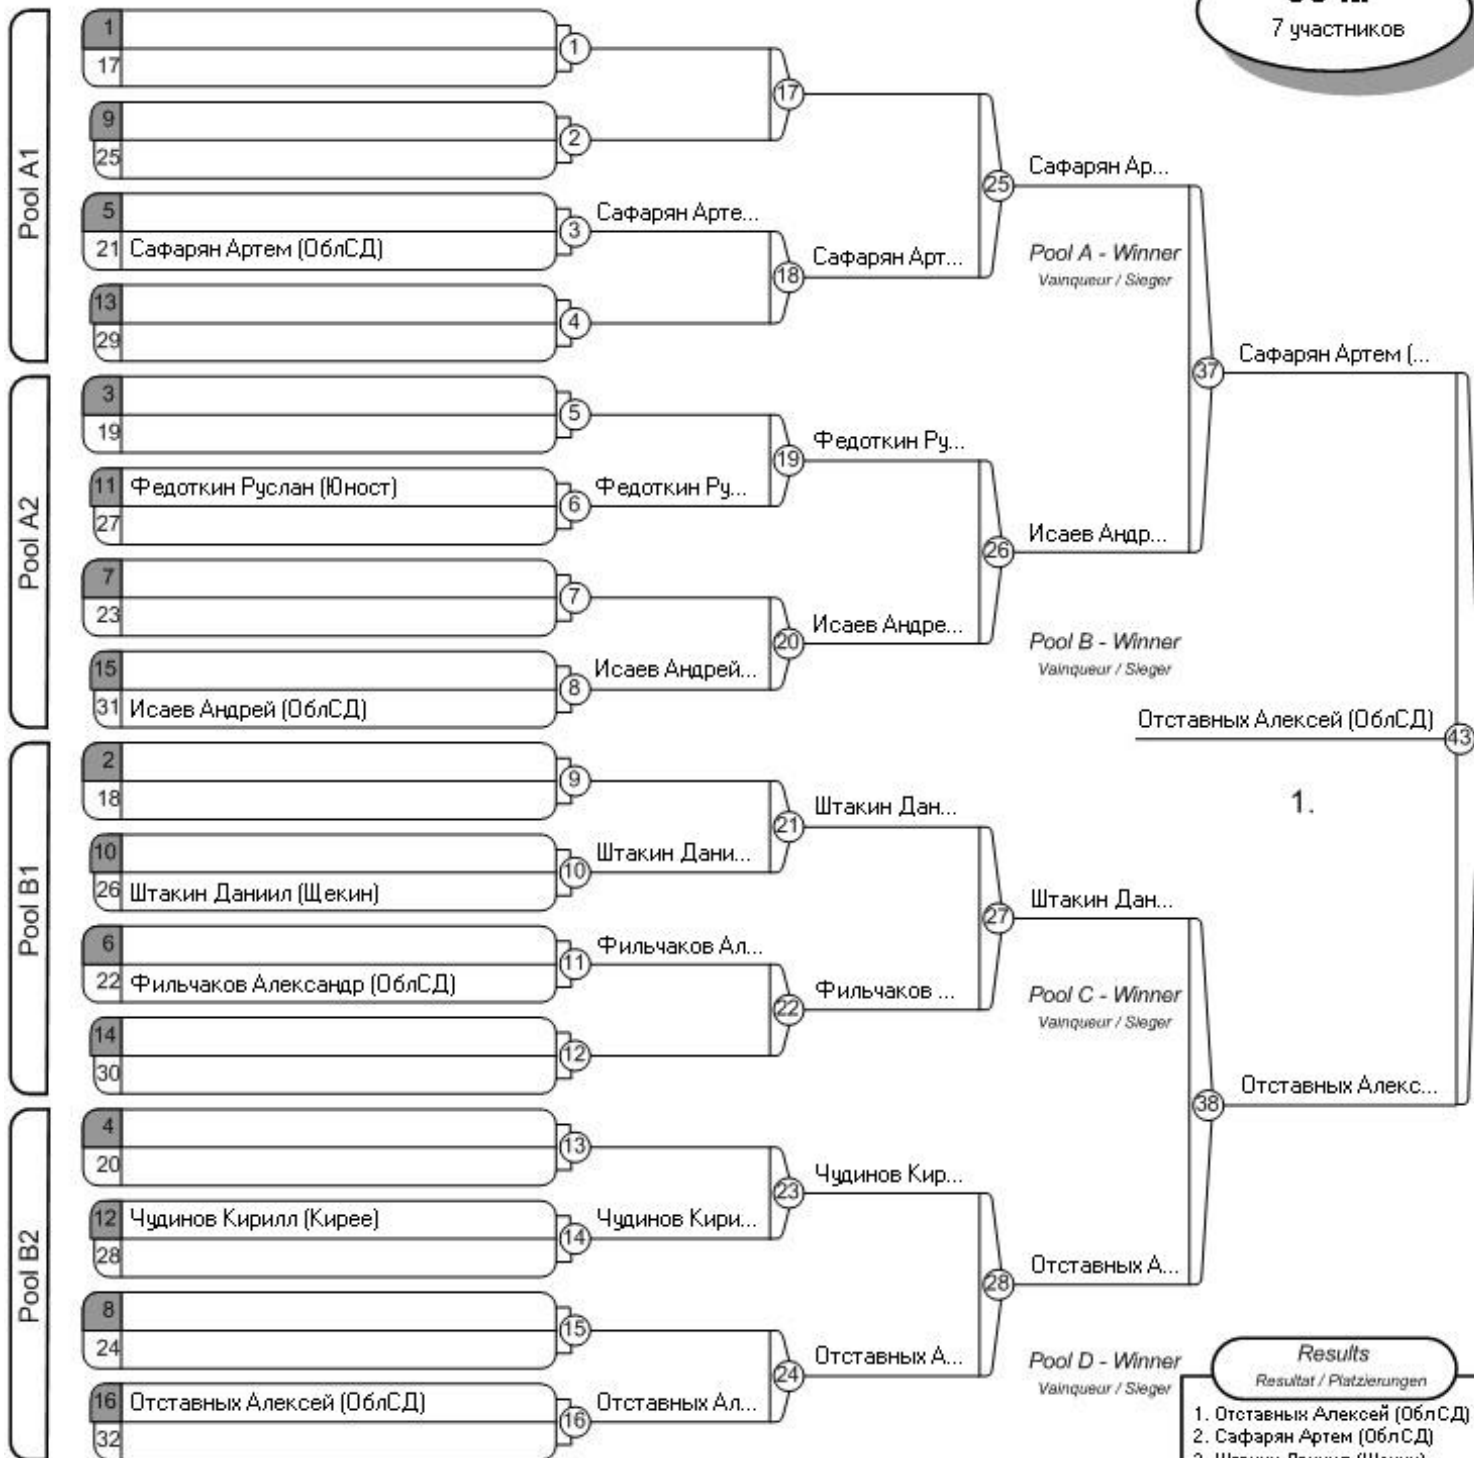 7 участников
Pool A1
1
17
1
9
25
2
17
5
21 Сафарян Артем (ОблСД)
3
Сафарян Арте...
13
29
4
18
Сафарян Арт...
25
Сафарян Ар...
Pool A - Winner
Vainqueur / Sieger
Pool A2
3
19
5
11 Федоткин Руслан (Юност)
27
6
Федоткин Ру...
19
Федоткин Ру...
7
23
7
15
31 Исаев Андрей (ОблСД)
8
Исаев Андрей...
20
Исаев Андре...
26
Исаев Андр...
37
Сафарян Артем (...
Pool B - Winner
Vainqueur / Sieger
Отставных Алексей (ОблСД)
43
1.
Pool B1
2
18
9
10
26 Штакин Даниил (Щекин)
10
Штакин Дани...
21
Штакин Дан...
6
22 Фильчаков Александр (ОблСД)
11
Фильчаков Ал...
14
30
12
22
Фильчаков ...
27
Штакин Дан...
Pool C - Winner
Vainqueur / Sieger
Pool B2
4
20
13
12 Чудинов Кирилл (Кирее)
28
14
Чудинов Кири...
23
Чудинов Кир...
8
24
15
16 Отставных Алексей (ОблСД)
32
16
Отставных Ал...
24
Отставных А...
28
Отставных А...
38
Отставных Алекс...
Pool D - Winner
Vainqueur / Sieger
Results
Resultat / Platzierungen
1. Отставных Алексей (ОблСД)
2. Сафарян Артем (ОблСД)